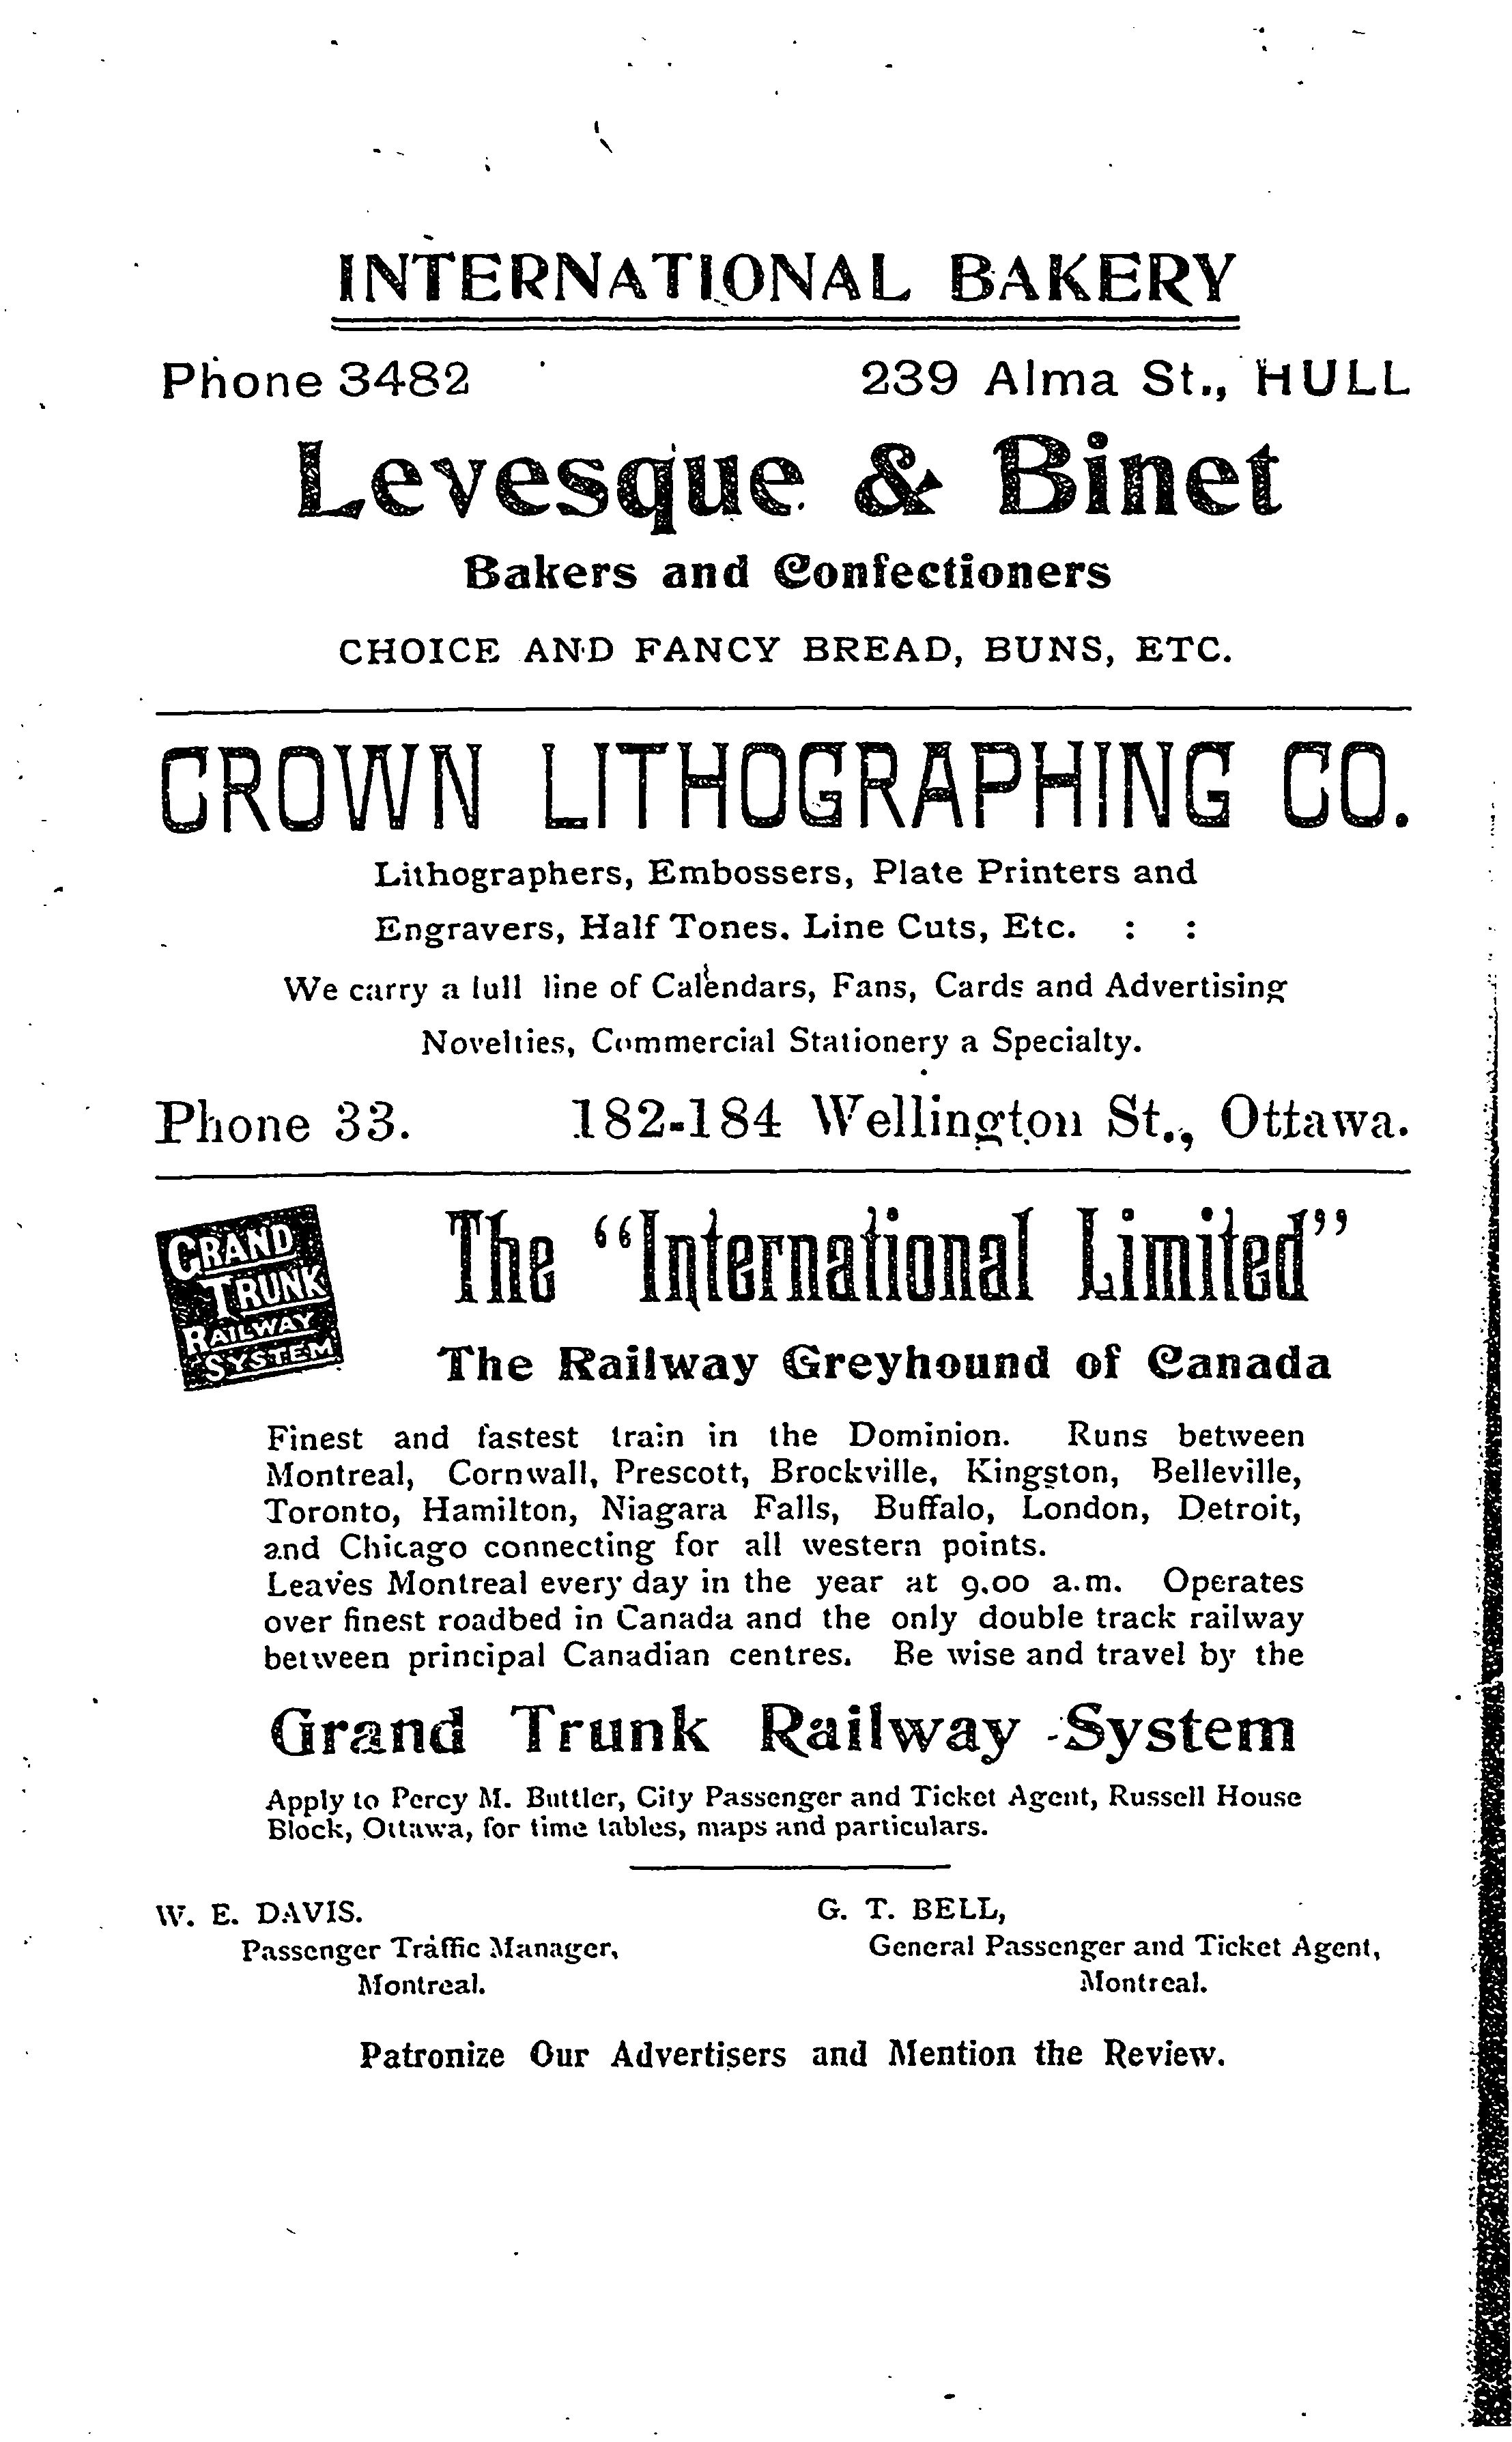 INTERNATIONAL BAKERY
Phone 3482 239 Alma St., HULL
Levesque & Binet
Bakers and Confectioners
CHOICE AND FANCY BREAD, BUNS, ETC.
CROWN LITHOGRAPHING CO.
Lithographers, Embossers, Plate Printers and
Engravers, Half Tones. Line Cuts, Etc. : :
We carry a full line of Calendars, Fans, Cards and Advertising
Novelties, Commercial Stationery a Specialty.
Phone 33. 182-184 Wellington St., Ottawa.
GRAND
TRUNK
RAILWAY
SYSTEM
The "International Limited"
The Railway Greyhound of Canada
Finest and fastest train in the Dominion. Runs between
Montreal, Cornwall, Prescott, Brockville, Kingston, Belleville,
Toronto, Hamilton, Niagara Falls, Buffalo, London, Detroit,
and Chicago connecting for all western points.
Leaves Montreal every day in the year at 9.00 a.m. Operates
over finest roadbed in Canada and the only double track railway
between principal Canadian centres. Be wise and travel by the
Grand Trunk Railway System
Apply to Percy M. Buttler, City Passenger and Ticket Agent, Russell House
Block, Ottawa, for time tables, maps and particulars.
W. E. DAVIS. G. T. BELL,
Passenger Traffic Manager, General Passenger and Ticket Agent,
Montreal. Montreal.
Patronize Our Advertisers and Mention the Review.